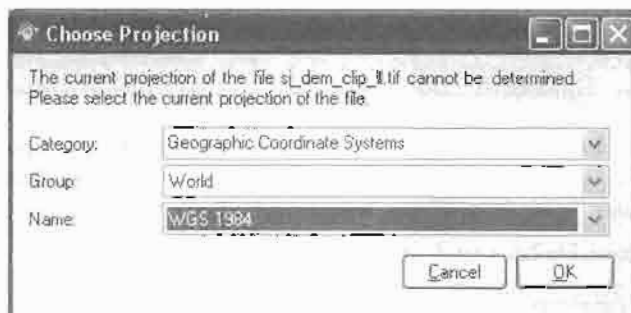 Choose Projection
The current projection of the file sj_dem_clip_ll.tif cannot be determined.
Please select the current projection of the file.
Category: Geographic Coordinate Systems
Group: World
Name: WGS 1984
Cancel OK